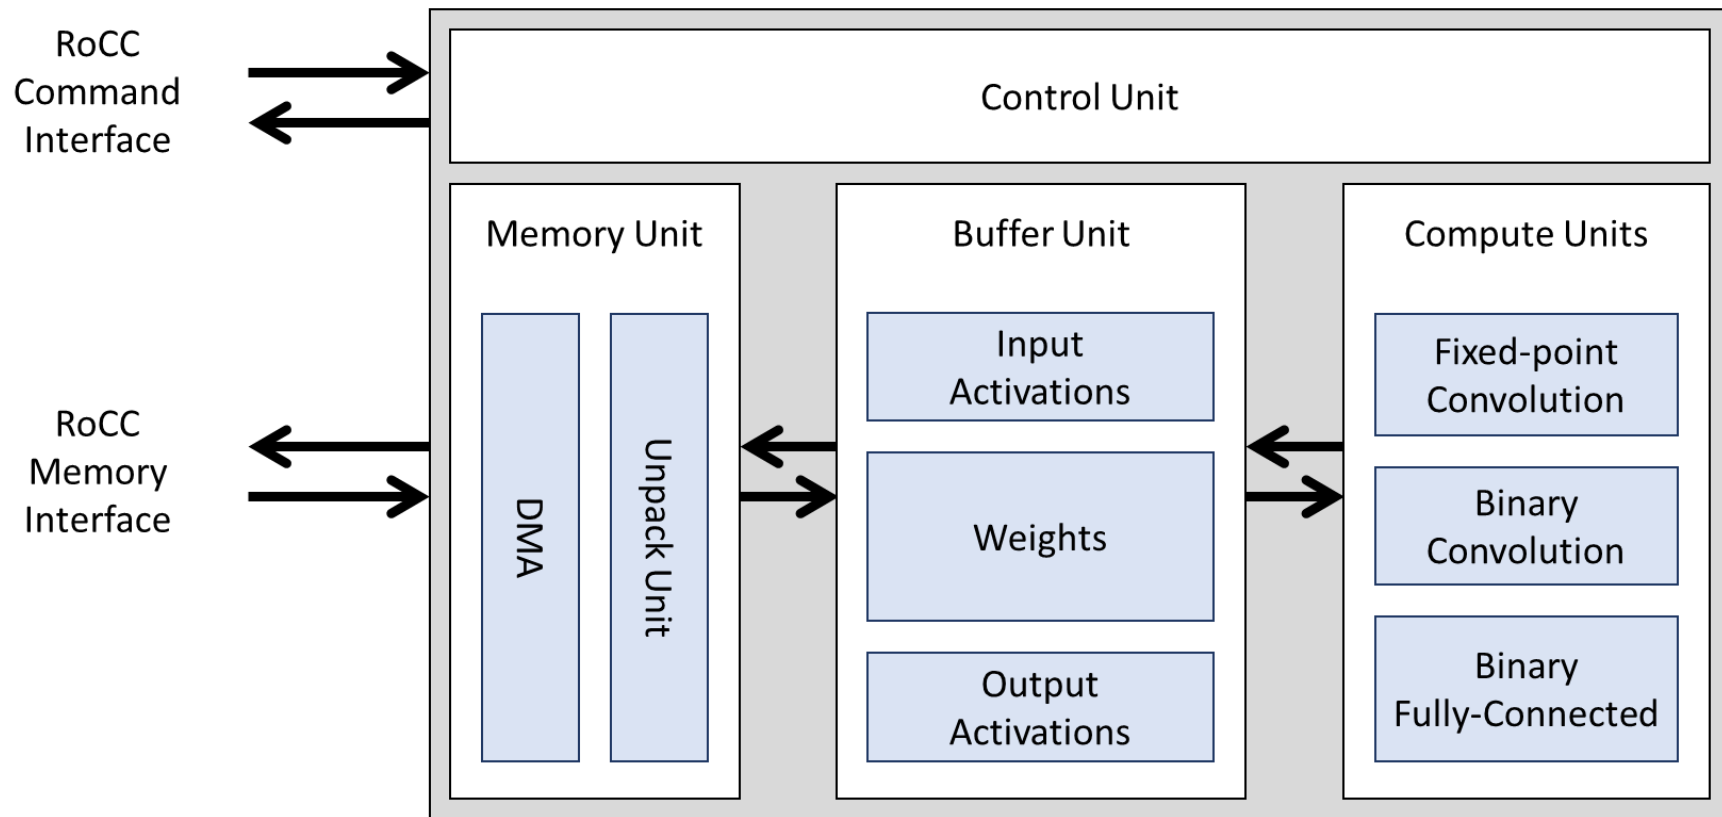 RoCC
Command
Interface
Control Unit
Memory Unit
Buffer Unit
Compute Units
RoCC
Memory
Interface
DMA
Unpack Unit
Input
Activations
Weights
Output
Activations
Fixed-point
Convolution
Binary
Convolution
Binary
Fully-Connected